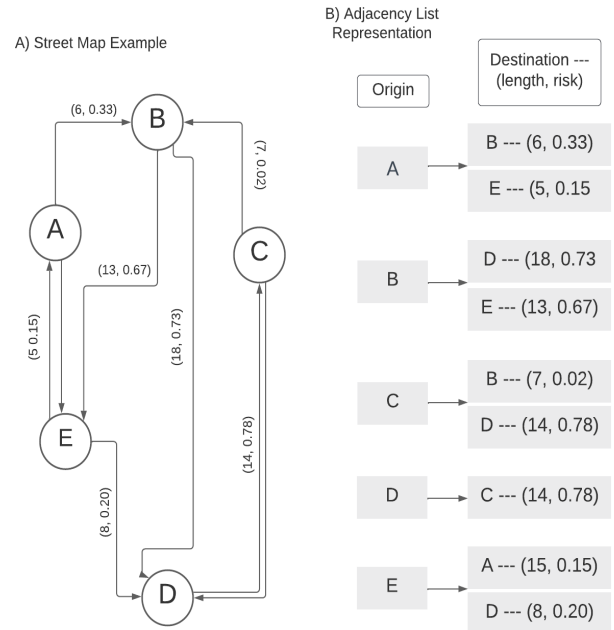 A) Street Map Example
(6, 0.33)
B
(7, 0.02)
A
C
(13, 0.67)
(5 0.15)
(18, 0.73)
E
(14, 0.78)
(8, 0.20)
D
B) Adjacency List
Representation
Origin
Destination ---
(length, risk)
A
B --- (6, 0.33)
E --- (5, 0.15
B
D --- (18, 0.73
E --- (13, 0.67)
C
B --- (7, 0.02)
D --- (14, 0.78)
D
C --- (14, 0.78)
E
A --- (15, 0.15)
D --- (8, 0.20)